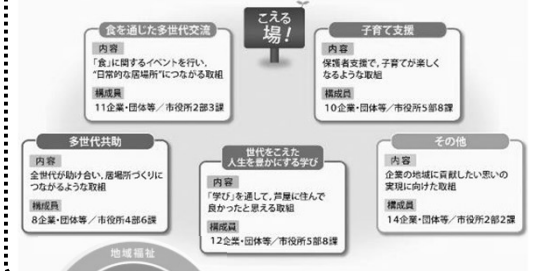 こえる
場！
食を通じた多世代交流
内容
「食」に関するイベントを行い，
“日常的な居場所”につながる取組
構成員
11企業・団体等／市役所2部3課
子育て支援
内容
保護者支援で，子育てが楽しく
なるような取組
構成員
10企業・団体等／市役所5部8課
多世代共助
内容
全世代が助け合い，居場所づくりに
つながるような取組
構成員
8企業・団体等／市役所4部6課
世代をこえた
人生を豊かにする学び
内容
「学び」を通して，芦屋に住んで
良かったと思える取組
構成員
12企業・団体等／市役所5部8課
その他
内容
企業の地域に貢献したい思いの
実現に向けた取組
構成員
14企業・団体等／市役所2部2課
地域福祉